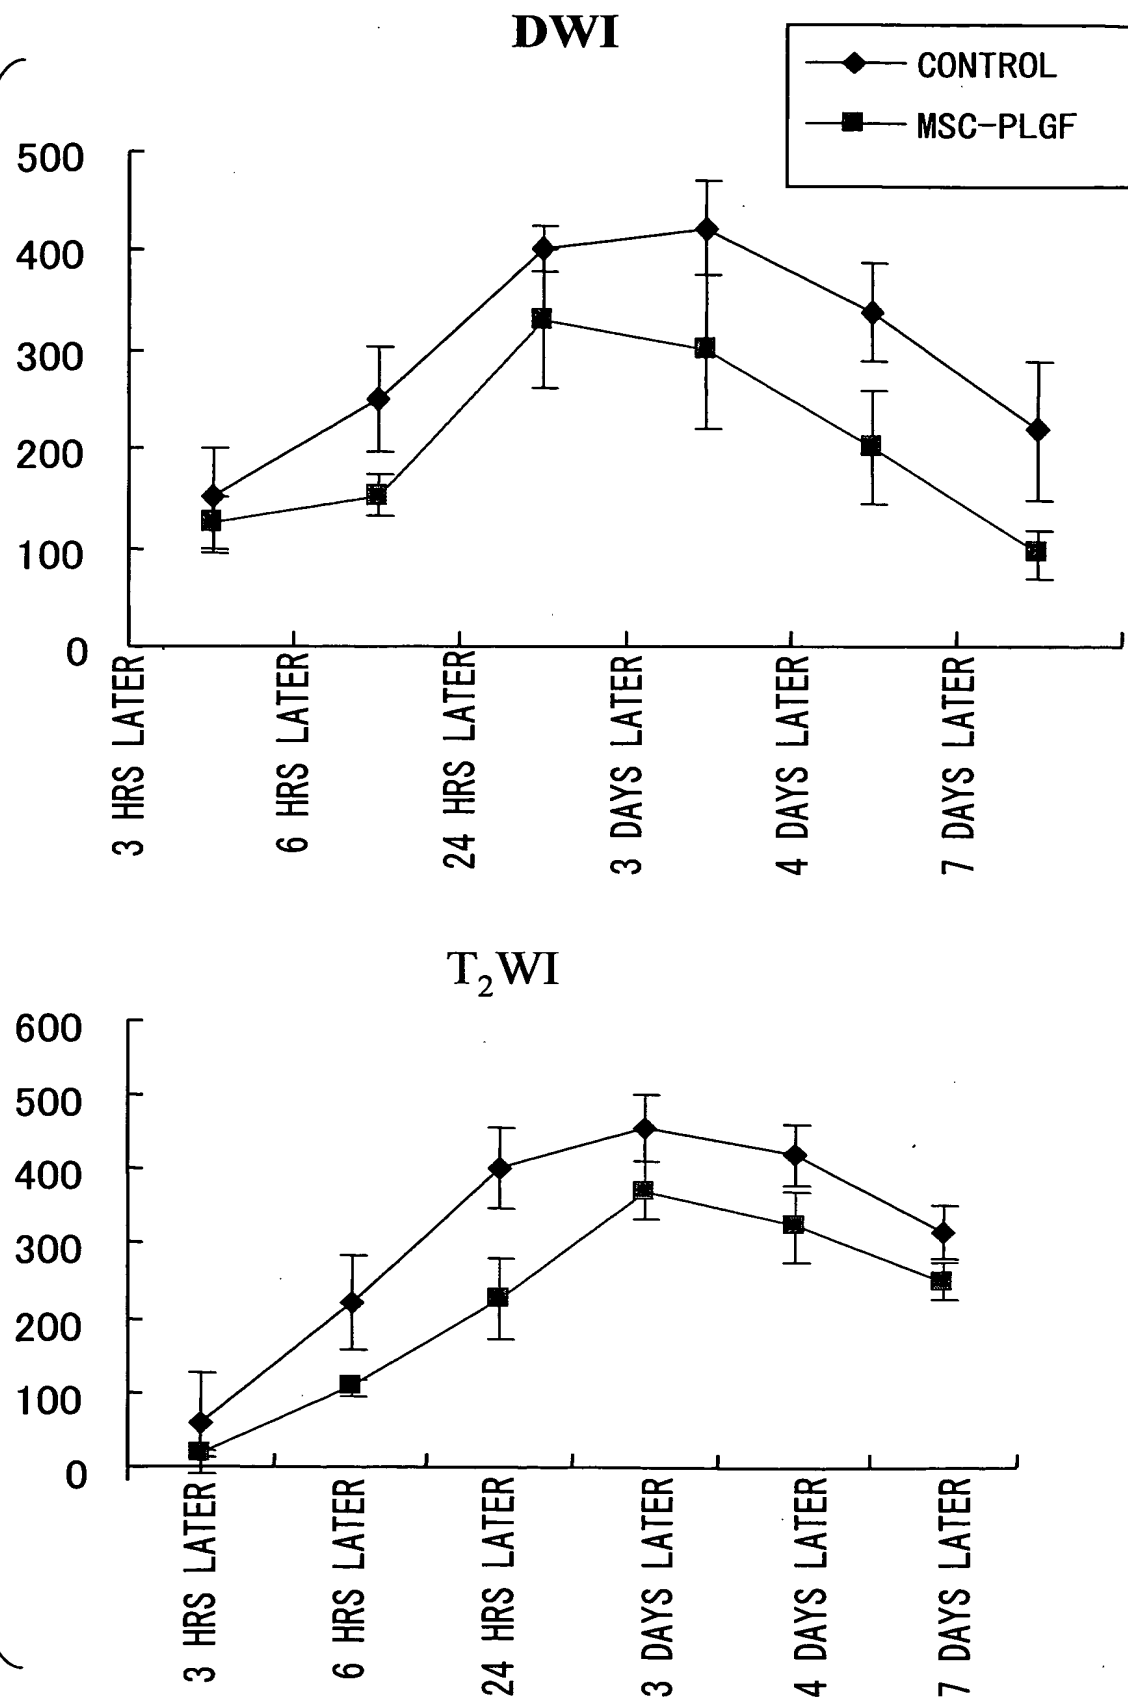 DWI
CONTROL
MSC-PLGF
500
400
300
200
100
0
3 HRS LATER
6 HRS LATER
24 HRS LATER
3 DAYS LATER
4 DAYS LATER
7 DAYS LATER
T₂WI
600
500
400
300
200
100
0
3 HRS LATER
6 HRS LATER
24 HRS LATER
3 DAYS LATER
4 DAYS LATER
7 DAYS LATER